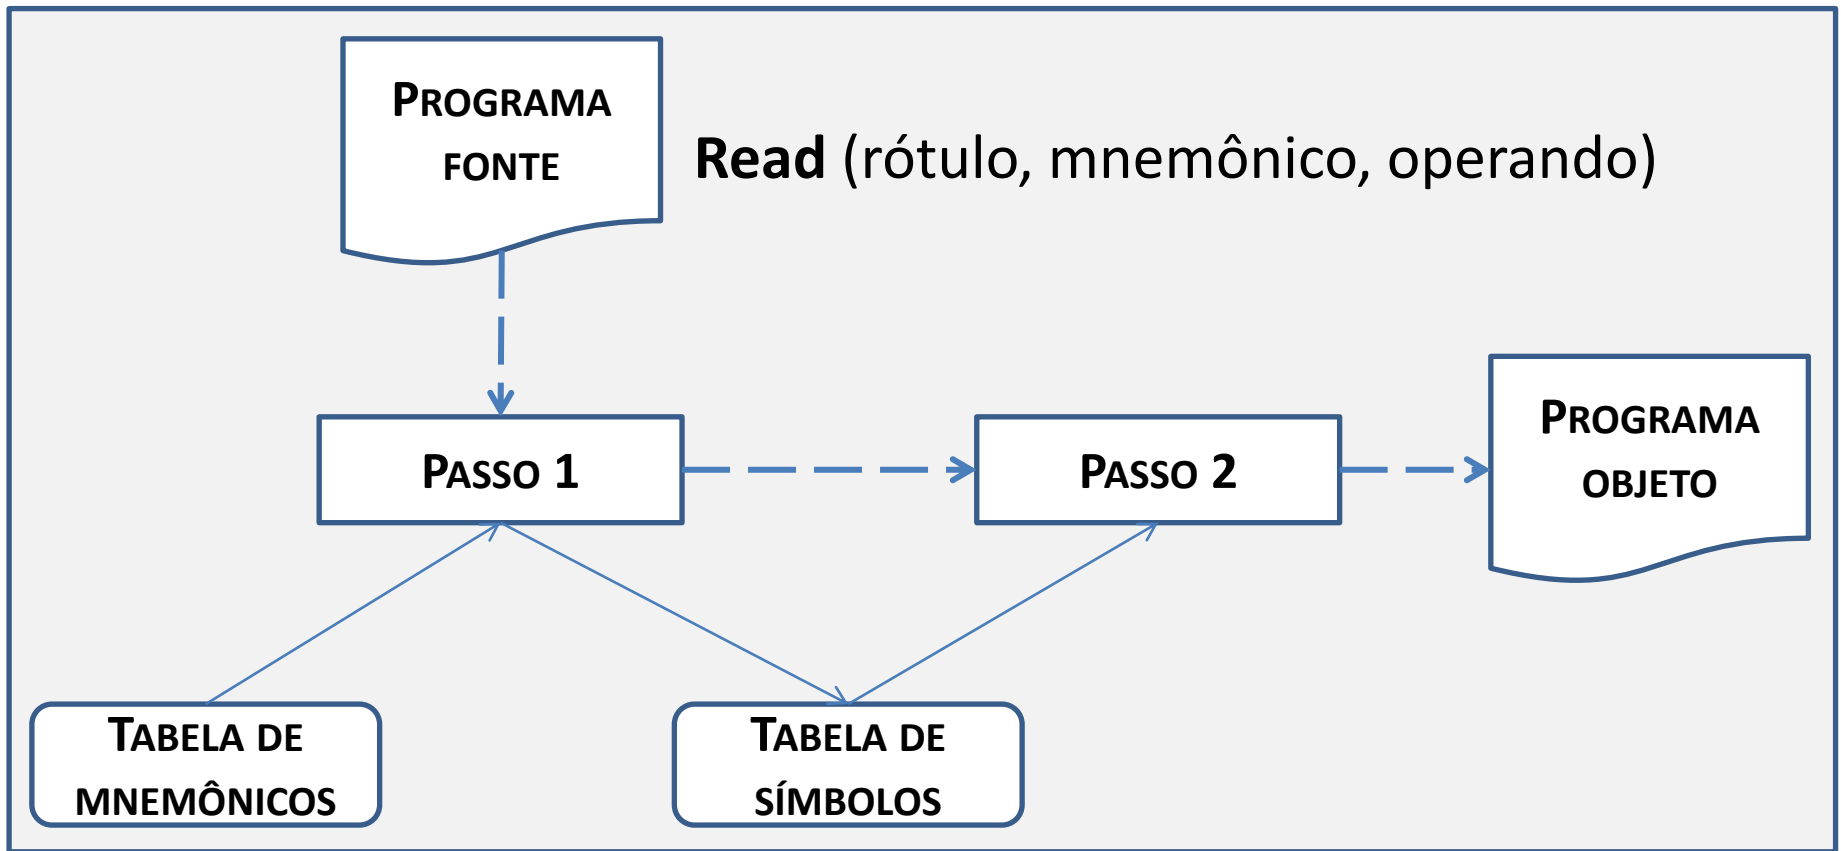 PROGRAMA
FONTE
Read (rótulo, mnemônico, operando)
PASSO 1
PASSO 2
PROGRAMA
OBJETO
TABELA DE
MNEMÔNICOS
TABELA DE
SÍMBOLOS